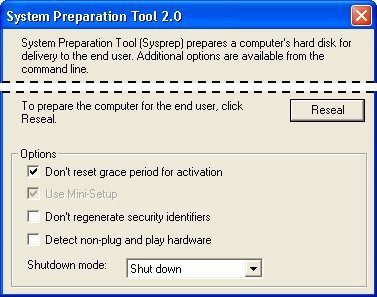 System Preparation Tool 2.0
System Preparation Tool (Sysprep) prepares a computer's hard disk for
delivery to the end user. Additional options are available from the
command line.
To prepare the computer for the end user, click
Reseal.
Reseal
Options
Don't reset grace period for activation
Use Mini-Setup
Don't regenerate security identifiers
Detect non-plug and play hardware
Shutdown mode:
Shut down